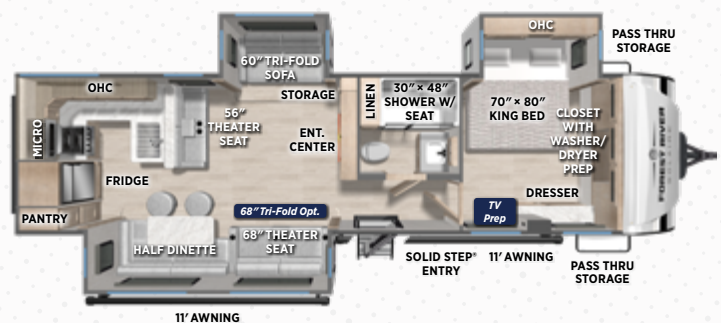 OHC
PASS THRU
STORAGE
60" TRI-FOLD
SOFA
OHC
STORAGE
LINEN
30" × 48"
SHOWER W/
SEAT
70" × 80"
KING BED
CLOSET
WITH
WASHER/
DRYER
PREP
56"
THEATER
SEAT
MICRO
ENT.
CENTER
FOREST RIVER
FRIDGE
DRESSER
TV
Prep
PANTRY
68" Tri-Fold Opt.
HALF DINETTE
68" THEATER
SEAT
SOLID STEP®
ENTRY
11' AWNING
PASS THRU
STORAGE
11' AWNING